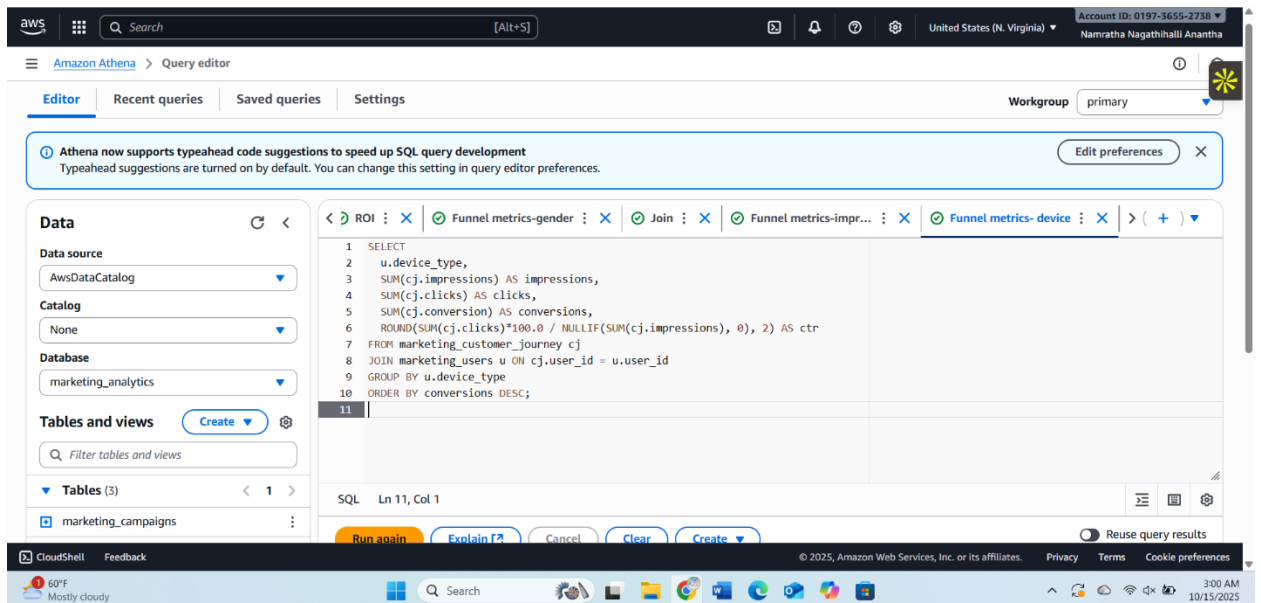 aws
Search
[Alt+S]
United States (N. Virginia)
Account ID: 0197-3655-2738
Namratha Nagathihalli Anantha
Amazon Athena > Query editor
Editor
Recent queries
Saved queries
Settings
Workgroup
primary
Athena now supports typeahead code suggestions to speed up SQL query development
Typeahead suggestions are turned on by default. You can change this setting in query editor preferences.
Edit preferences
Data
Data source
AwsDataCatalog
Catalog
None
Database
marketing_analytics
Tables and views
Create
Filter tables and views
Tables (3)
< 1 >
marketing_campaigns
ROI
Funnel metrics-gender
Join
Funnel metrics-impr...
Funnel metrics- device
1 SELECT
2 u.device_type,
3 SUM(cj.impressions) AS impressions,
4 SUM(cj.clicks) AS clicks,
5 SUM(cj.conversion) AS conversions,
6 ROUND(SUM(cj.clicks)*100.0 / NULLIF(SUM(cj.impressions), 0), 2) AS ctr
7 FROM marketing_customer_journey cj
8 JOIN marketing_users u ON cj.user_id = u.user_id
9 GROUP BY u.device_type
10 ORDER BY conversions DESC;
11
SQL Ln 11, Col 1
Run again
Explain
Cancel
Clear
Create
Reuse query results
CloudShell
Feedback
© 2025, Amazon Web Services, Inc. or its affiliates.
Privacy
Terms
Cookie preferences
1
60°F
Mostly cloudy
Search
3:00 AM
10/15/2025